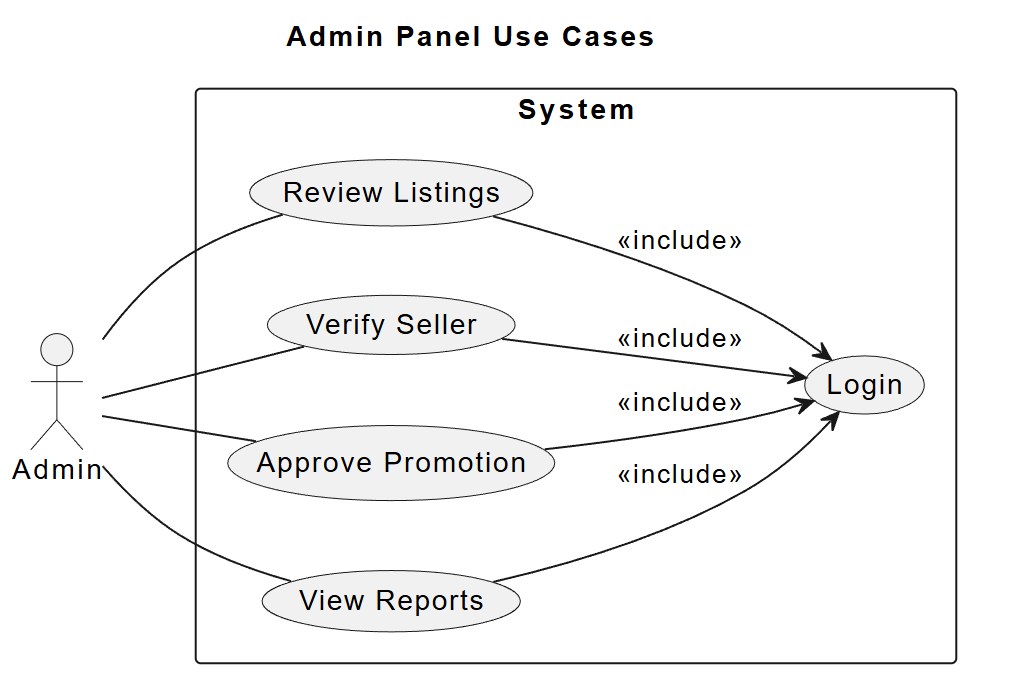 Admin Panel Use Cases
System
Review Listings
«include»
Verify Seller
«include»
Login
«include»
Approve Promotion
Admin
«include»
View Reports